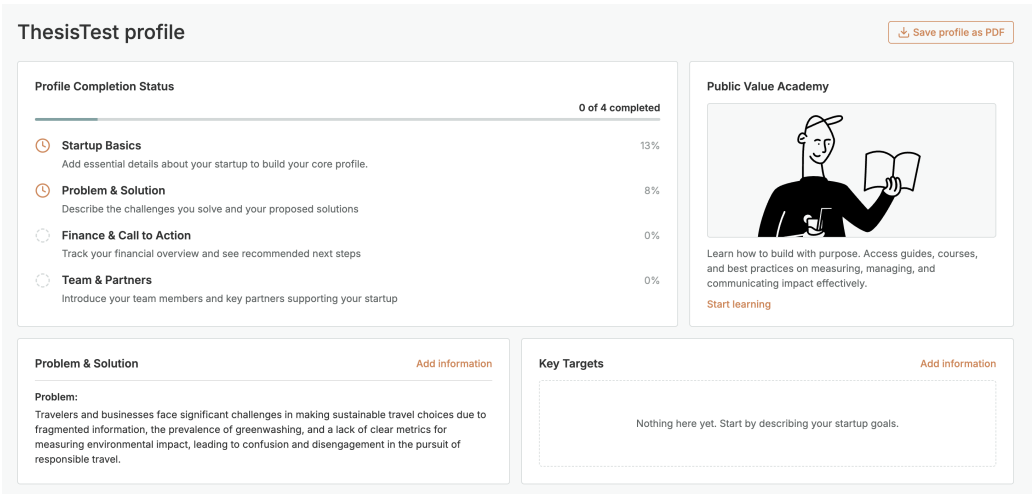 ThesisTest profile
Save profile as PDF
Profile Completion Status
0 of 4 completed
Startup Basics
13%
Add essential details about your startup to build your core profile.
Problem & Solution
8%
Describe the challenges you solve and your proposed solutions
Finance & Call to Action
0%
Track your financial overview and see recommended next steps
Team & Partners
0%
Introduce your team members and key partners supporting your startup
Public Value Academy
Learn how to build with purpose. Access guides, courses,
and best practices on measuring, managing, and
communicating impact effectively.
Start learning
Problem & Solution
Add information
Problem:
Travelers and businesses face significant challenges in making sustainable travel choices due to
fragmented information, the prevalence of greenwashing, and a lack of clear metrics for
measuring environmental impact, leading to confusion and disengagement in the pursuit of
responsible travel.
Key Targets
Add information
Nothing here yet. Start by describing your startup goals.